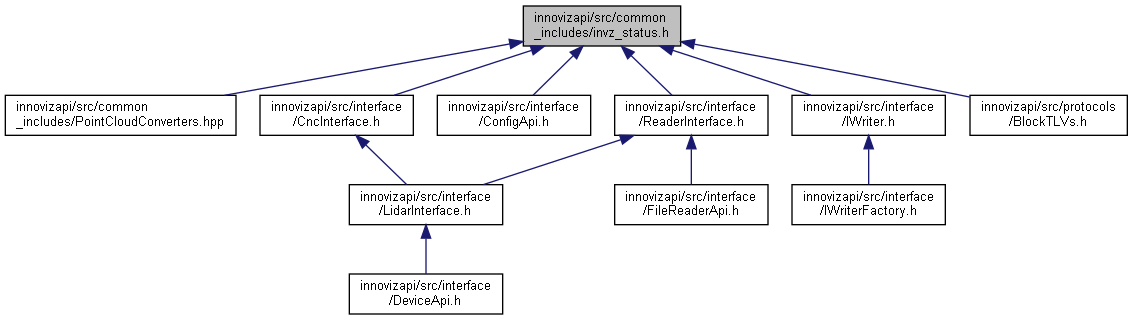 innovizapi/src/common
_includes/invz_status.h
innovizapi/src/common
_includes/PointCloudConverters.hpp
innovizapi/src/interface
/CncInterface.h
innovizapi/src/interface
/ConfigApi.h
innovizapi/src/interface
/ReaderInterface.h
innovizapi/src/interface
/IWriter.h
innovizapi/src/protocols
/BlockTLVs.h
innovizapi/src/interface
/LidarInterface.h
innovizapi/src/interface
/FileReaderApi.h
innovizapi/src/interface
/IWriterFactory.h
innovizapi/src/interface
/DeviceApi.h